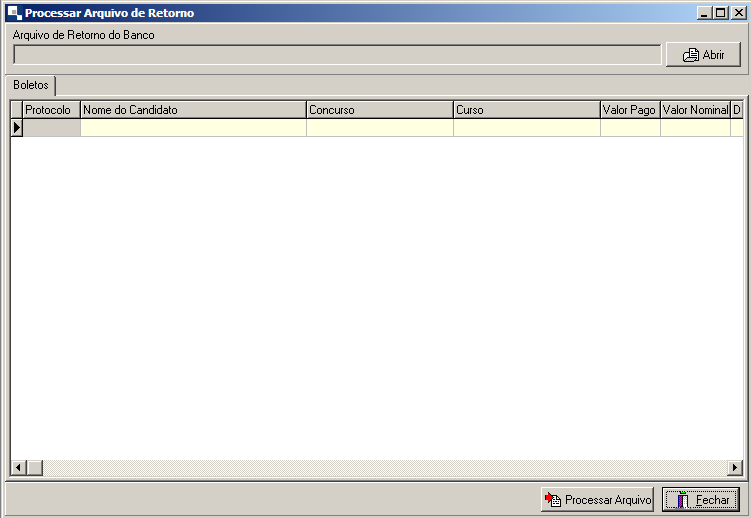 Processar Arquivo de Retorno
Arquivo de Retorno do Banco
Abrir
Boletos
Protocolo Nome do Candidato Concurso Curso Valor Pago Valor Nominal D
Processar Arquivo Fechar